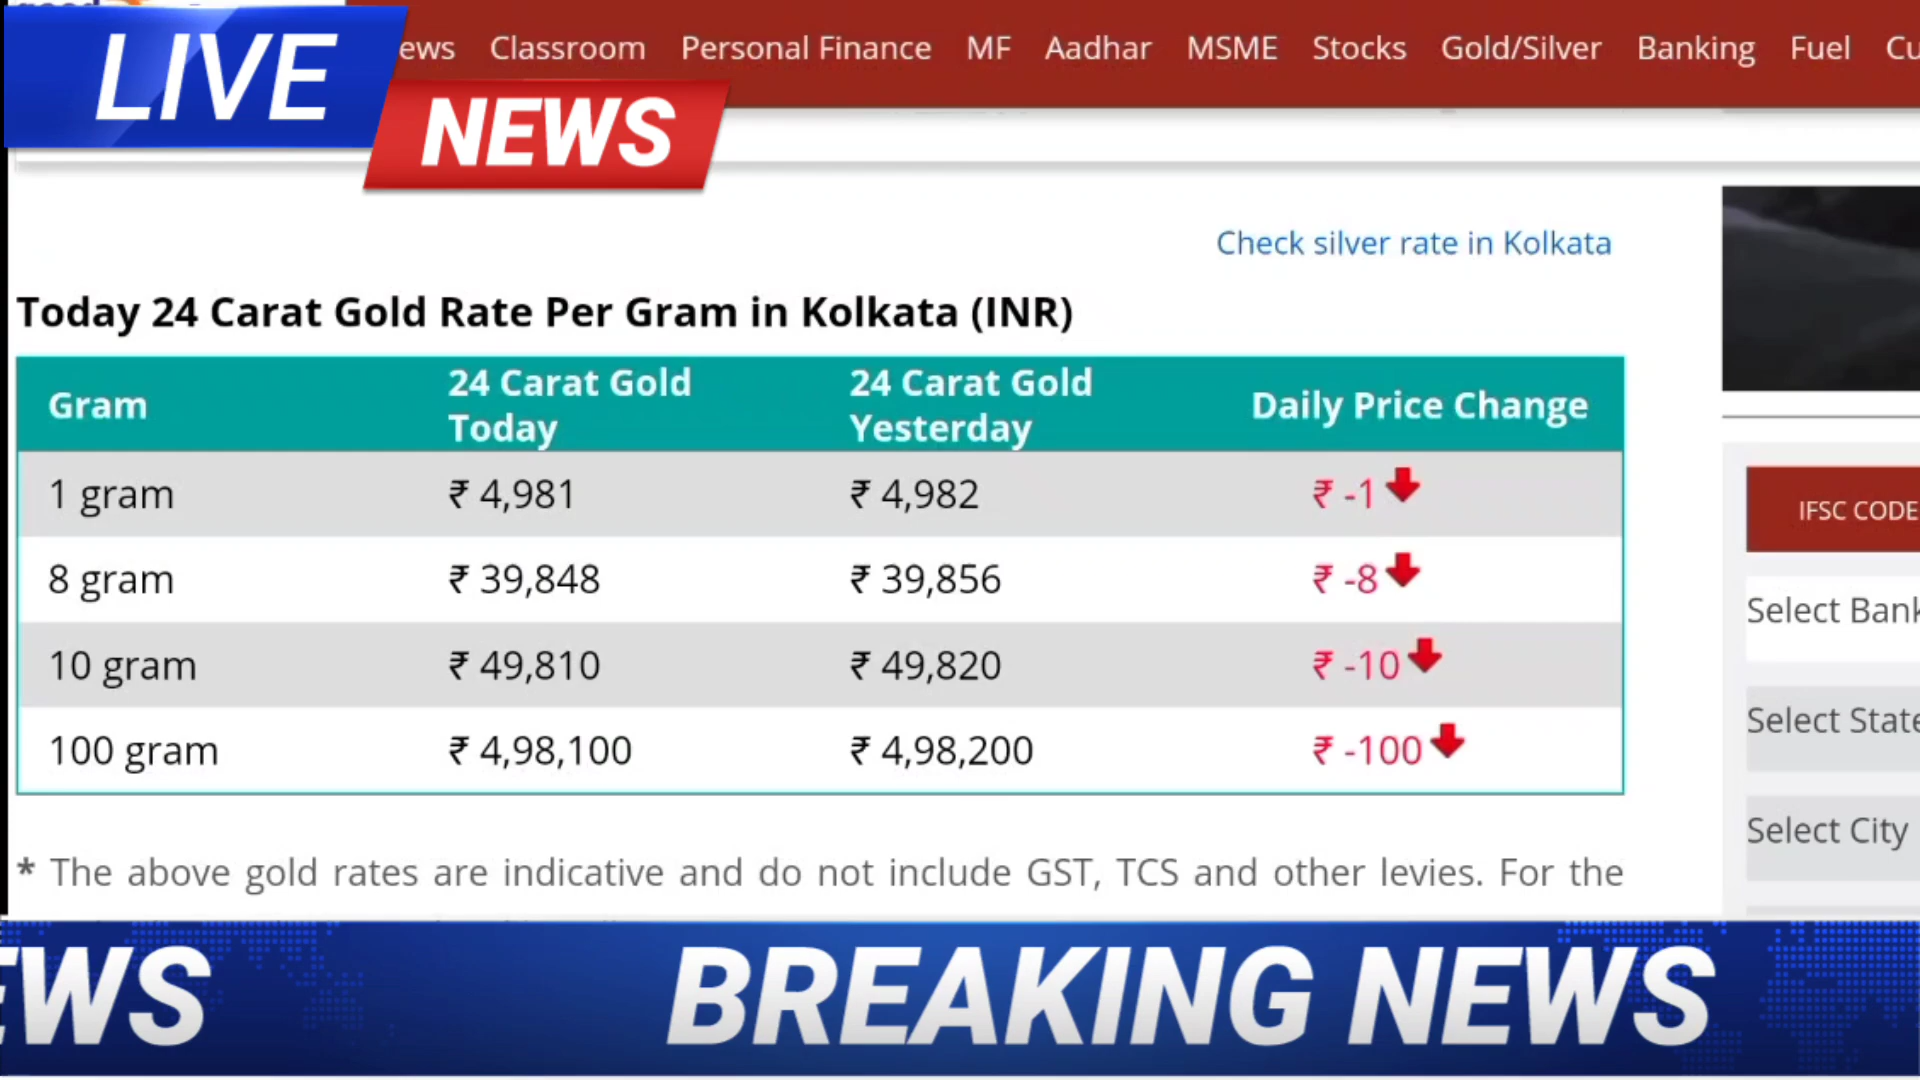 LIVE
NEWS
ews Classroom Personal Finance MF Aadhar MSME Stocks Gold/Silver Banking Fuel Cu
Check silver rate in Kolkata
Today 24 Carat Gold Rate Per Gram in Kolkata (INR)
Gram 24 Carat Gold Today 24 Carat Gold Yesterday Daily Price Change
1 gram ₹ 4,981 ₹ 4,982 ₹ -1
8 gram ₹ 39,848 ₹ 39,856 ₹ -8
10 gram ₹ 49,810 ₹ 49,820 ₹ -10
100 gram ₹ 4,98,100 ₹ 4,98,200 ₹ -100
* The above gold rates are indicative and do not include GST, TCS and other levies. For the
IFSC CODE
Select Bank
Select State
Select City
EWS BREAKING NEWS